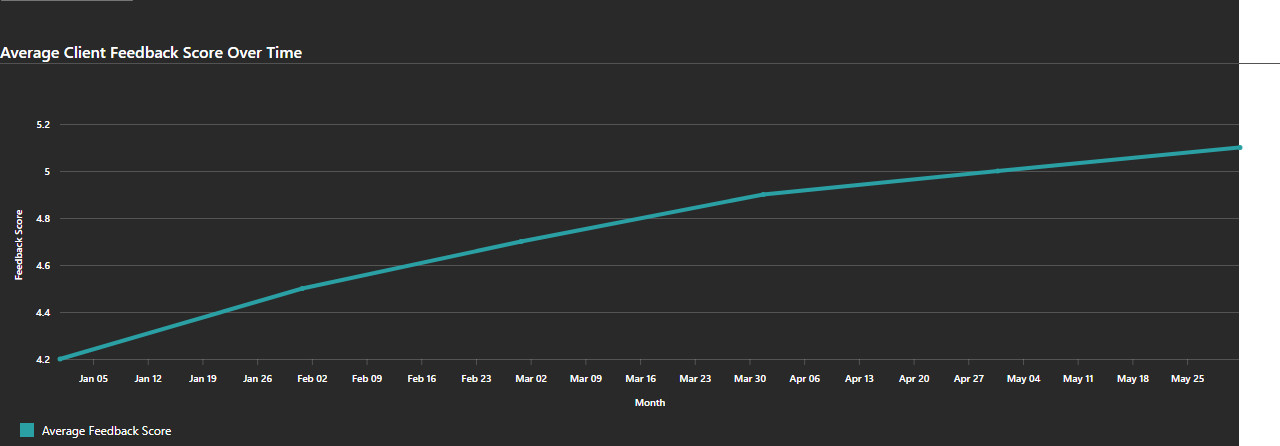 Average Client Feedback Score Over Time
5.2
5
4.8
4.6
4.4
4.2
Feedback Score
Jan 05 Jan 12 Jan 19 Jan 26 Feb 02 Feb 09 Feb 16 Feb 23 Mar 02 Mar 09 Mar 16 Mar 23 Mar 30 Apr 06 Apr 13 Apr 20 Apr 27 May 04 May 11 May 18 May 25
Month
Average Feedback Score